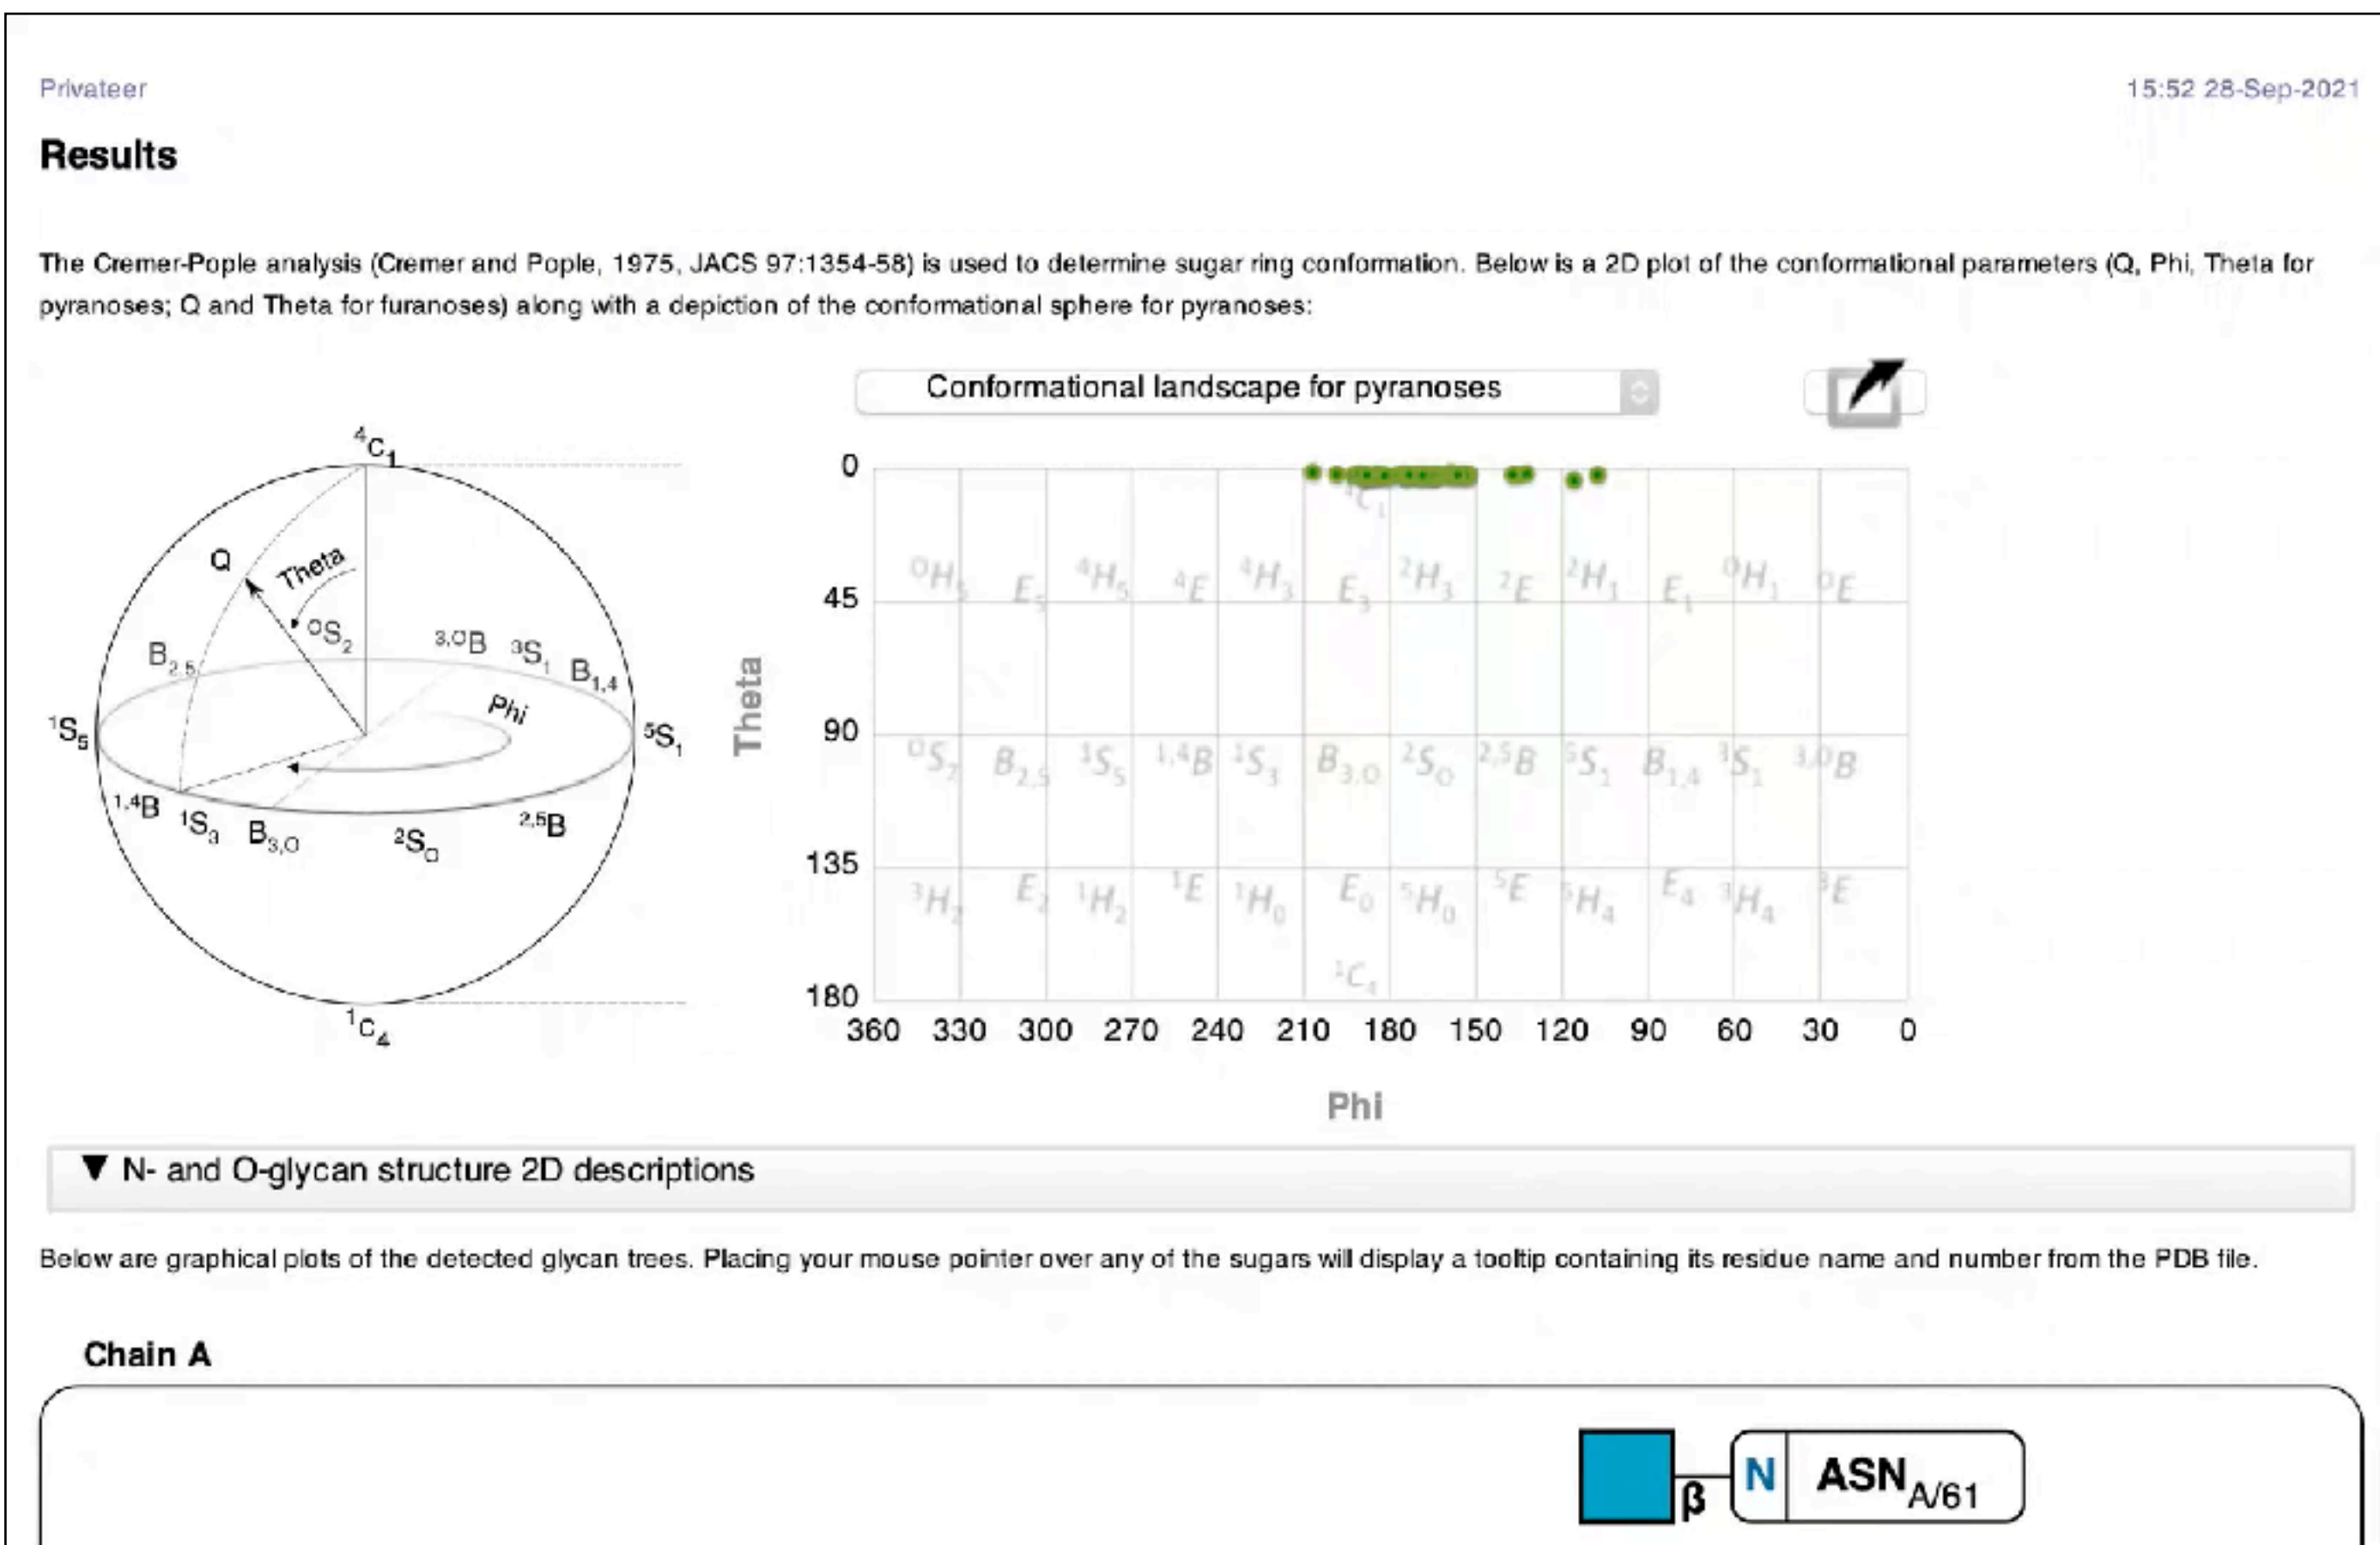 Privateer
15:52 28-Sep-2021
Results
The Cremer-Pople analysis (Cremer and Pople, 1975, JACS 97:1354-58) is used to determine sugar ring conformation. Below is a 2D plot of the conformational parameters (Q, Phi, Theta for
pyranoses; Q and Theta for furanoses) along with a depiction of the conformational sphere for pyranoses:
Conformational landscape for pyranoses
⁴C₁
Q
Theta
⁰S₂
B₂,₅
³,ᴼB
³S₁
B₁,₄
Phi
¹S₅
⁵S₁
¹,⁴B
¹S₃
B₃,O
²S₀
²,⁵B
¹C₄
Theta
0
45
90
135
180
⁴C₁
⁰H₅ E₅ ⁴H₅ ⁴E ⁴H₃ E₃ ²H₃ ²E ²H₁ E₁ ⁰H₁ ⁰E
B₂,₅ ¹S₅ ¹,⁴B ¹S₃ B₃,₀ ²S₀ ²,⁵B ⁵S₁ B₁,₄ ³S₁ ³,⁰B
³H₂ E₂ ¹H₂ ¹E ¹H₀ E₀ ⁵H₀ ⁵E ⁵H₄ E₄ ³H₄ ³E
¹C₄
360 330 300 270 240 210 180 150 120 90 60 30 0
Phi
▼ N- and O-glycan structure 2D descriptions
Below are graphical plots of the detected glycan trees. Placing your mouse pointer over any of the sugars will display a tooltip containing its residue name and number from the PDB file.
Chain A
β N ASN A/61